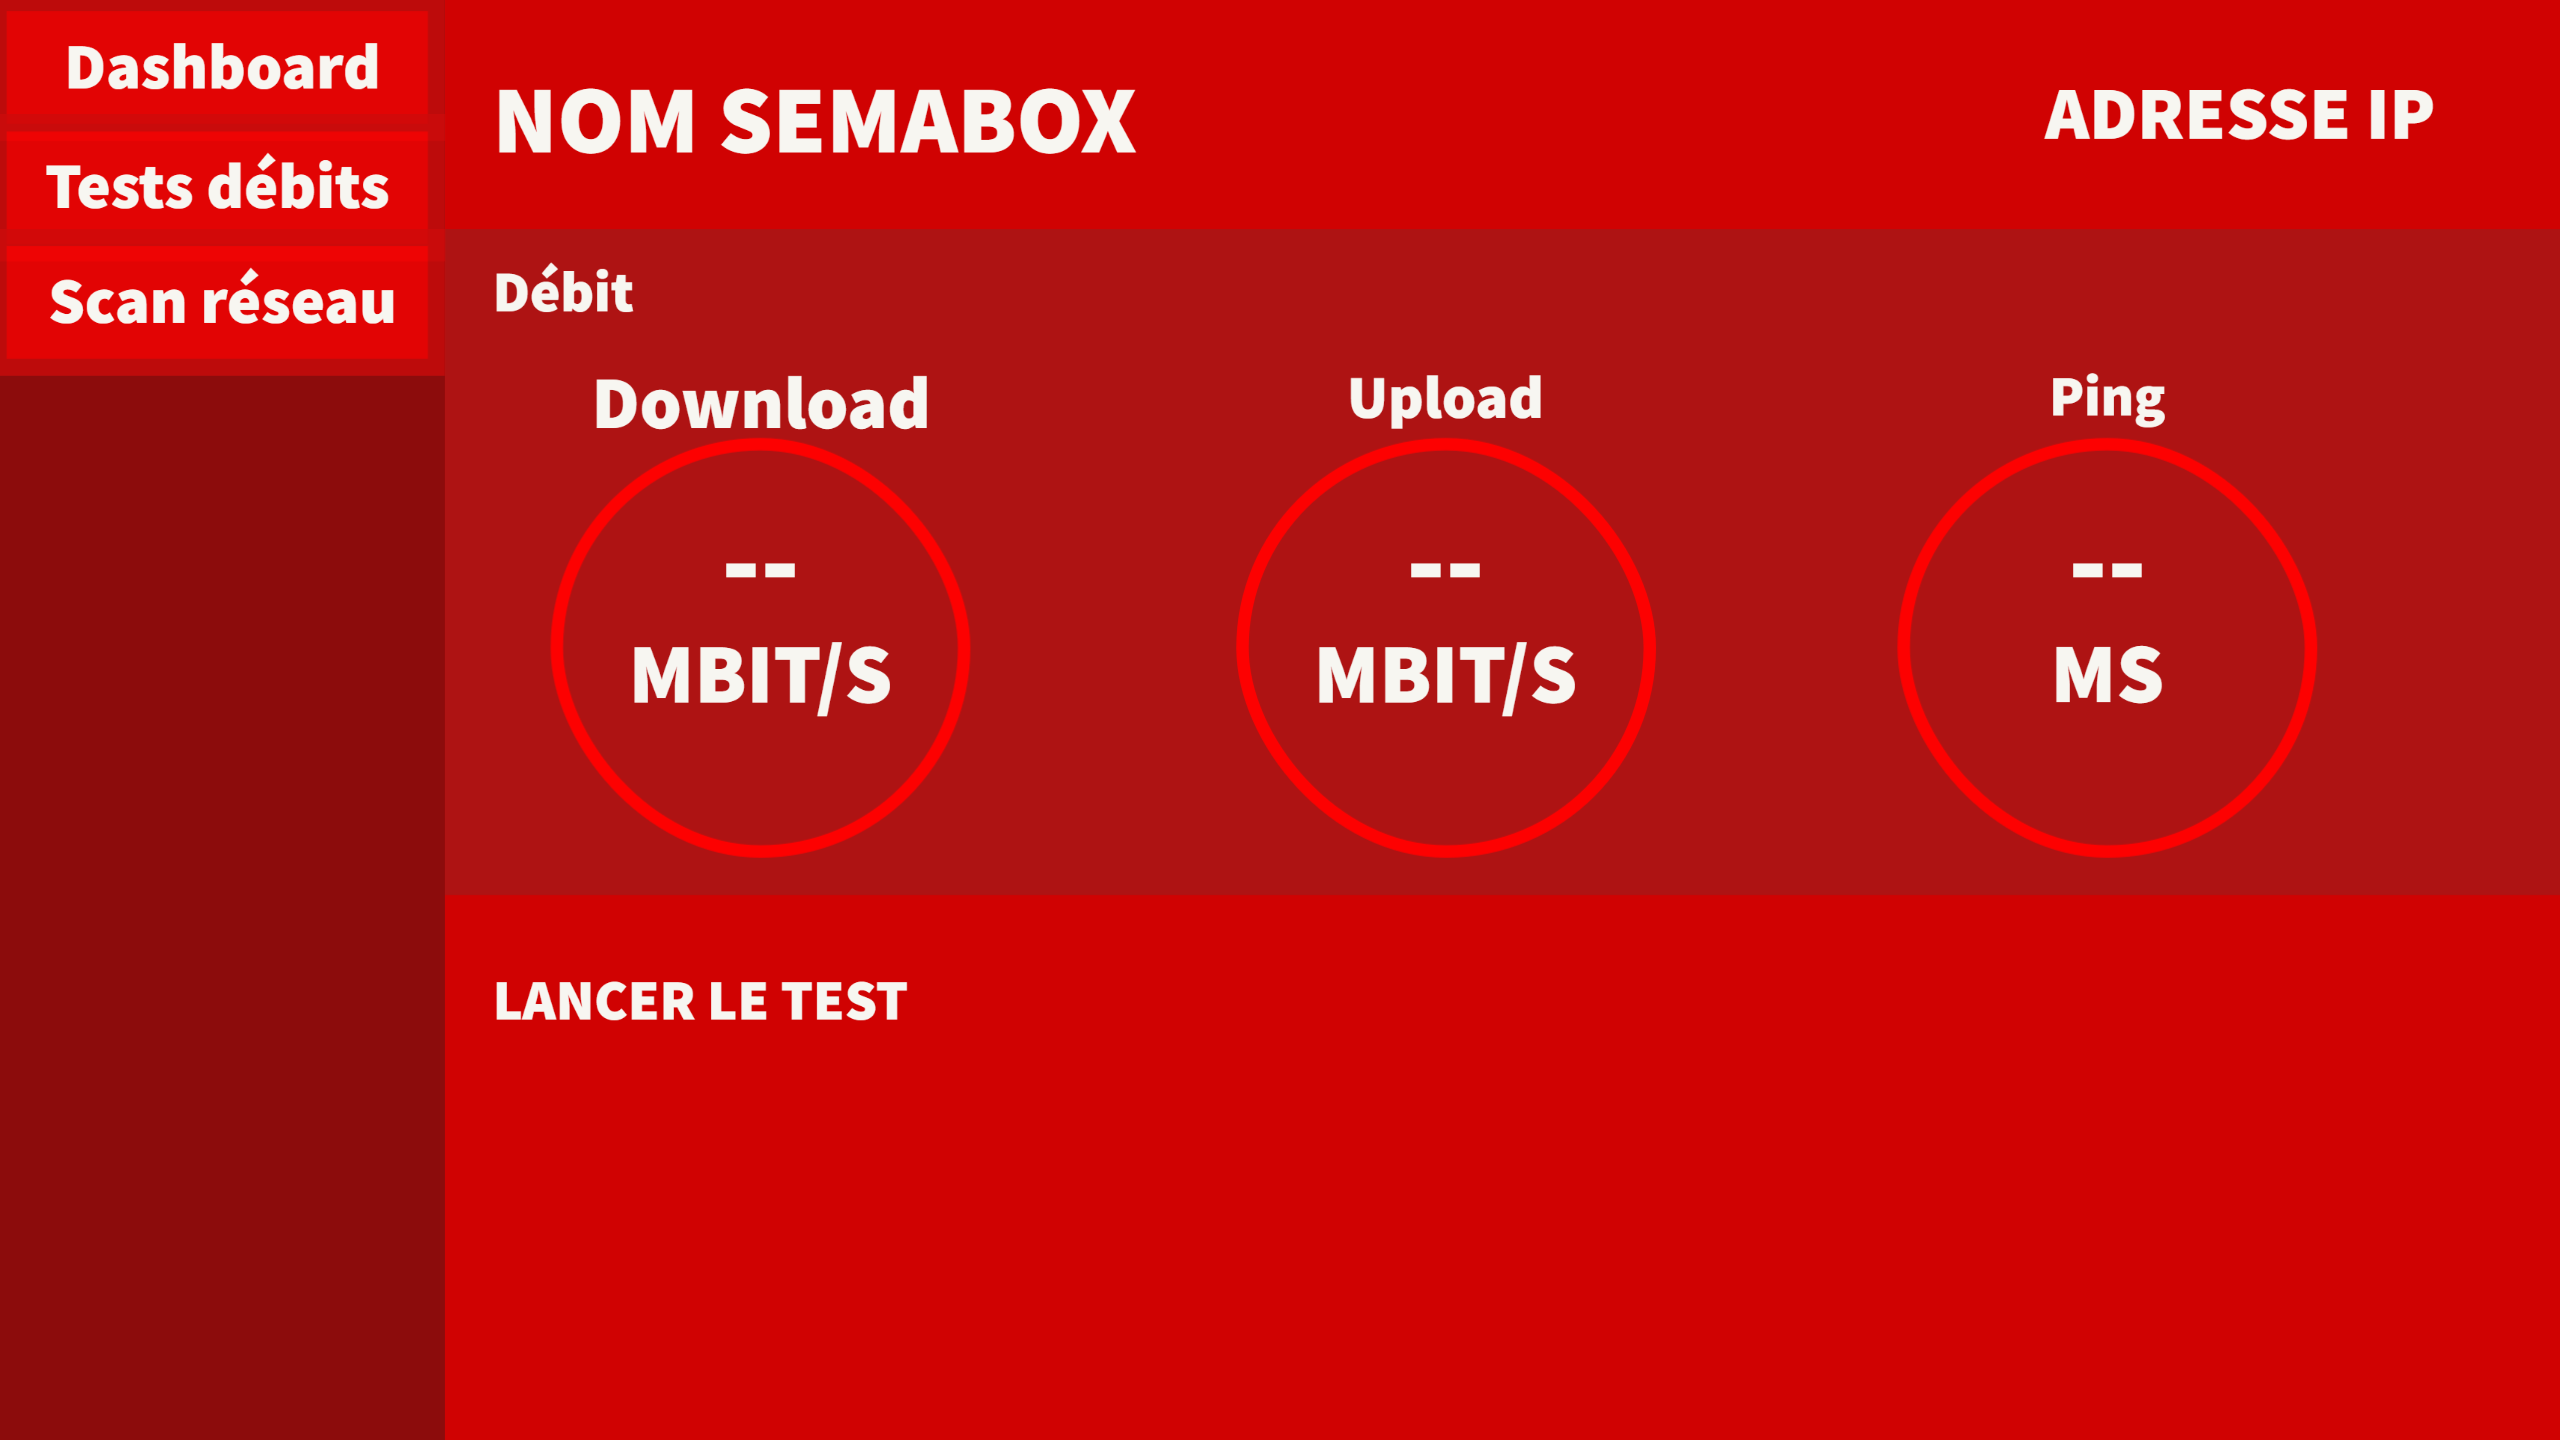 Dashboard
Tests débits
Scan réseau
NOM SEMABOX
ADRESSE IP
Débit
Download
Upload
Ping
--
MBIT/S
--
MBIT/S
--
MS
LANCER LE TEST